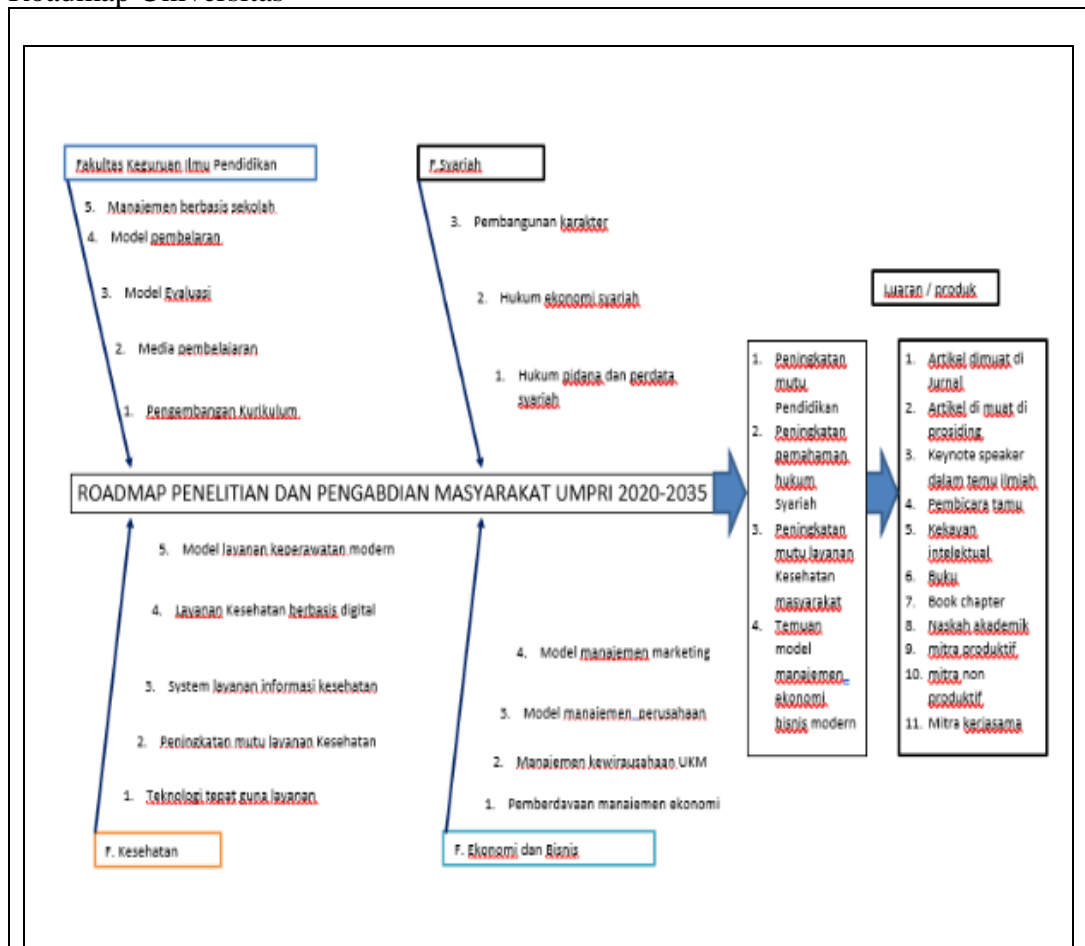 Roadmap Universitas
Fakultas Keguruan Ilmu Pendidikan
5. Manajemen berbasis sekolah
4. Model pembelaran
3. Model Evaluasi
2. Media pembelajaran
1. Pengembangan Kurikulum
F.Syariah
3. Pembangunan karakter
2. Hukum ekonomi syariah
1. Hukum pidana dan perdata
syariah
ROADMAP PENELITIAN DAN PENGABDIAN MASYARAKAT UMPRI 2020-2035
5. Model layanan keperawatan modern
4. Layanan Kesehatan berbasis digital
3. System layanan informasi kesehatan
2. Peningkatan mutu layanan Kesehatan
1. Teknologi tepat guna layanan
F. Kesehatan
4. Model manajemen marketing
3. Model manajemen perusahaan
2. Manajemen kewirausahaan UKM
1. Pemberdayaan manajemen ekonomi
F. Ekonomi dan Bisnis
1. Peningkatan
mutu
Pendidikan
2. Peningkatan
pemahaman
hukum
Syariah
3. Peningkatan
mutu layanan
Kesehatan
masyarakat
4. Temuan
model
manajemen
ekonomi
bisnis modern
Luaran / produk
1. Artikel dimuat di
Jurnal
2. Artikel di muat di
prosiding
3. Keynote speaker
dalam temu ilmiah
4. Pembicara tamu
5. Kekayan
intelektual
6. Buku
7. Book chapter
8. Naskah akademik
9. mitra produktif
10. mitra non
produktif
11. Mitra kerjasama